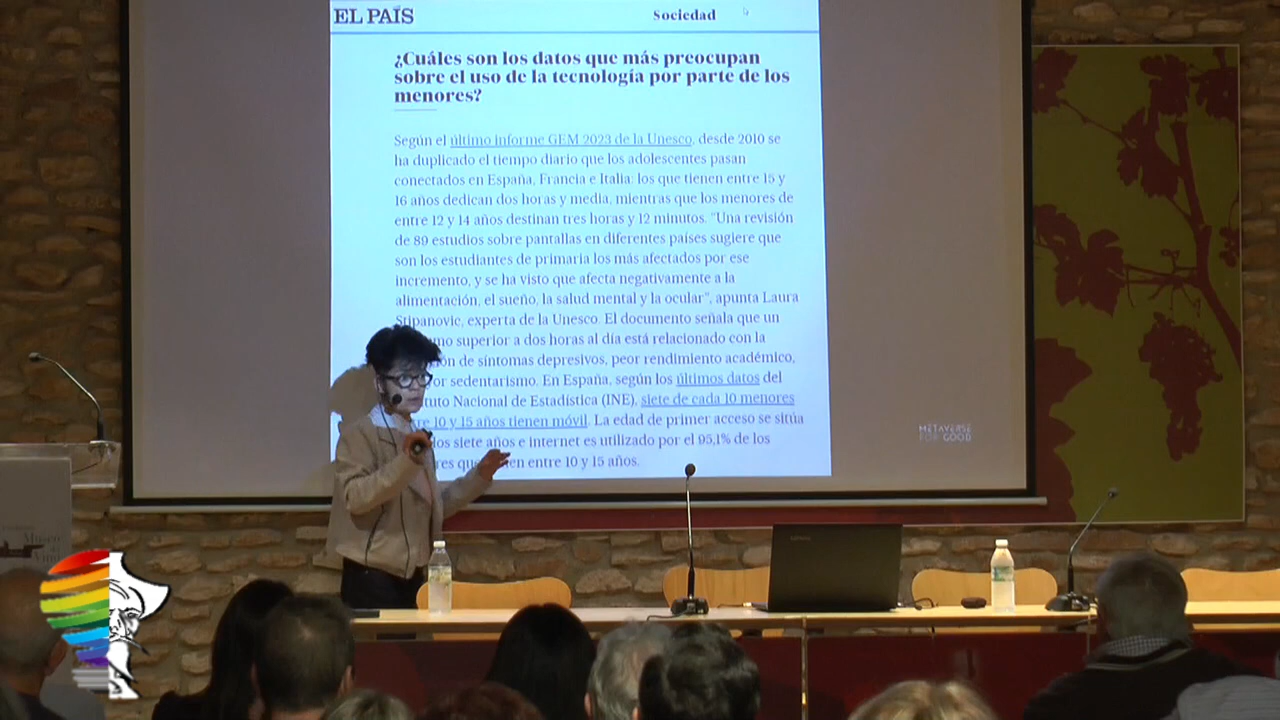 EL PAÍS
Sociedad
¿Cuáles son los datos que más preocupan
sobre el uso de la tecnología por parte de los
menores?
Según el último informe GEM 2023 de la Unesco, desde 2010 se
ha duplicado el tiempo diario que los adolescentes pasan
conectados en España, Francia e Italia: los que tienen entre 15 y
16 años dedican dos horas y media, mientras que los menores de
entre 12 y 14 años destinan tres horas y 12 minutos. "Una revisión
de 89 estudios sobre pantallas en diferentes países sugiere que
son los estudiantes de primaria los más afectados por ese
incremento, y se ha visto que afecta negativamente a la
alimentación, el sueño, la salud mental y la ocular", apunta Laura
Stipanovic, experta de la Unesco. El documento señala que un
mo superior a dos horas al día está relacionado con la
ón de síntomas depresivos, peor rendimiento académico,
or sedentarismo. En España, según los últimos datos del
tuto Nacional de Estadística (INE), siete de cada 10 menores
re 10 y 15 años tienen móvil. La edad de primer acceso se sitúa
los siete años e internet es utilizado por el 95,1% de los
res que en entre 10 y 15 años.
METAVERSE
FOR GOOD
Museo